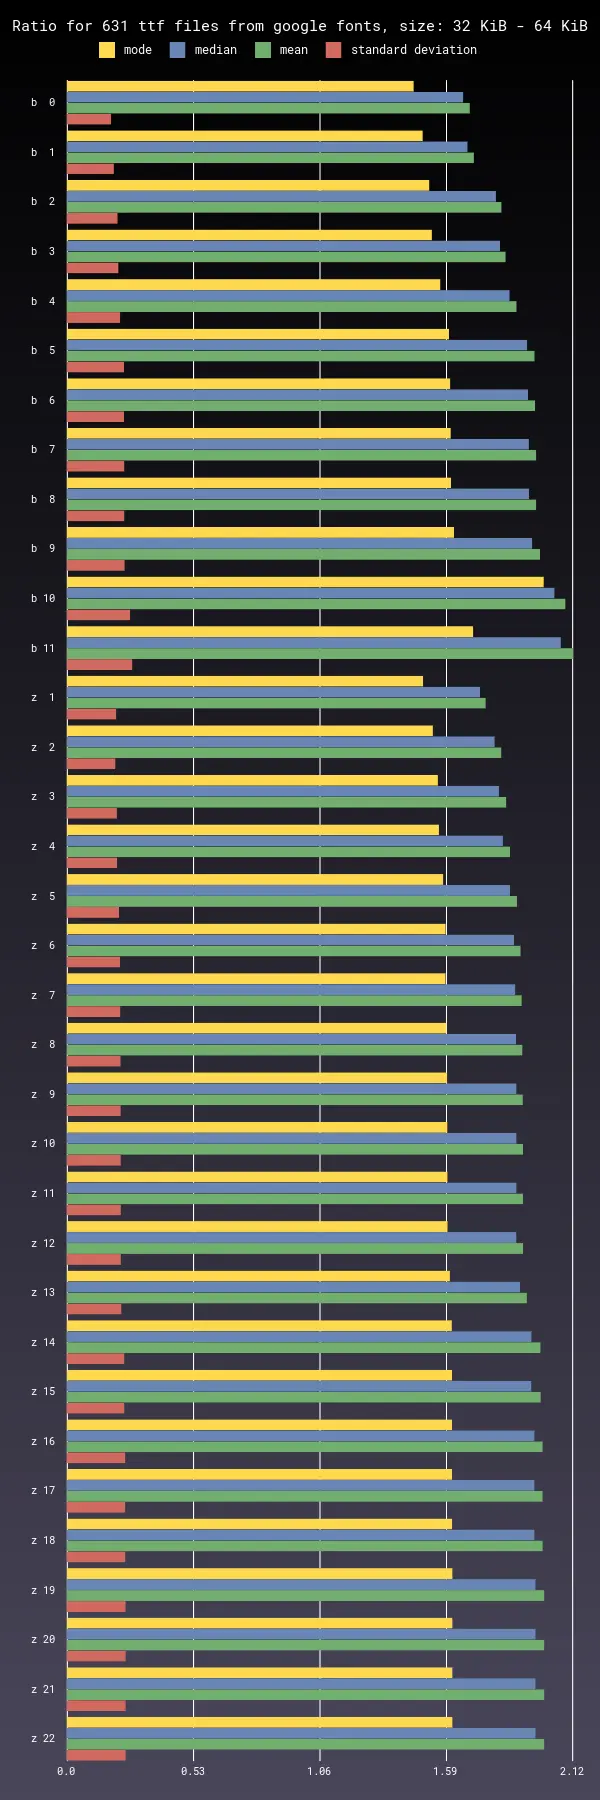 Ratio for 631 ttf files from google fonts, size: 32 KiB - 64 KiB
mode median mean standard deviation
b 0
b 1
b 2
b 3
b 4
b 5
b 6
b 7
b 8
b 9
b 10
b 11
z 1
z 2
z 3
z 4
z 5
z 6
z 7
z 8
z 9
z 10
z 11
z 12
z 13
z 14
z 15
z 16
z 17
z 18
z 19
z 20
z 21
z 22
0.0 0.53 1.06 1.59 2.12